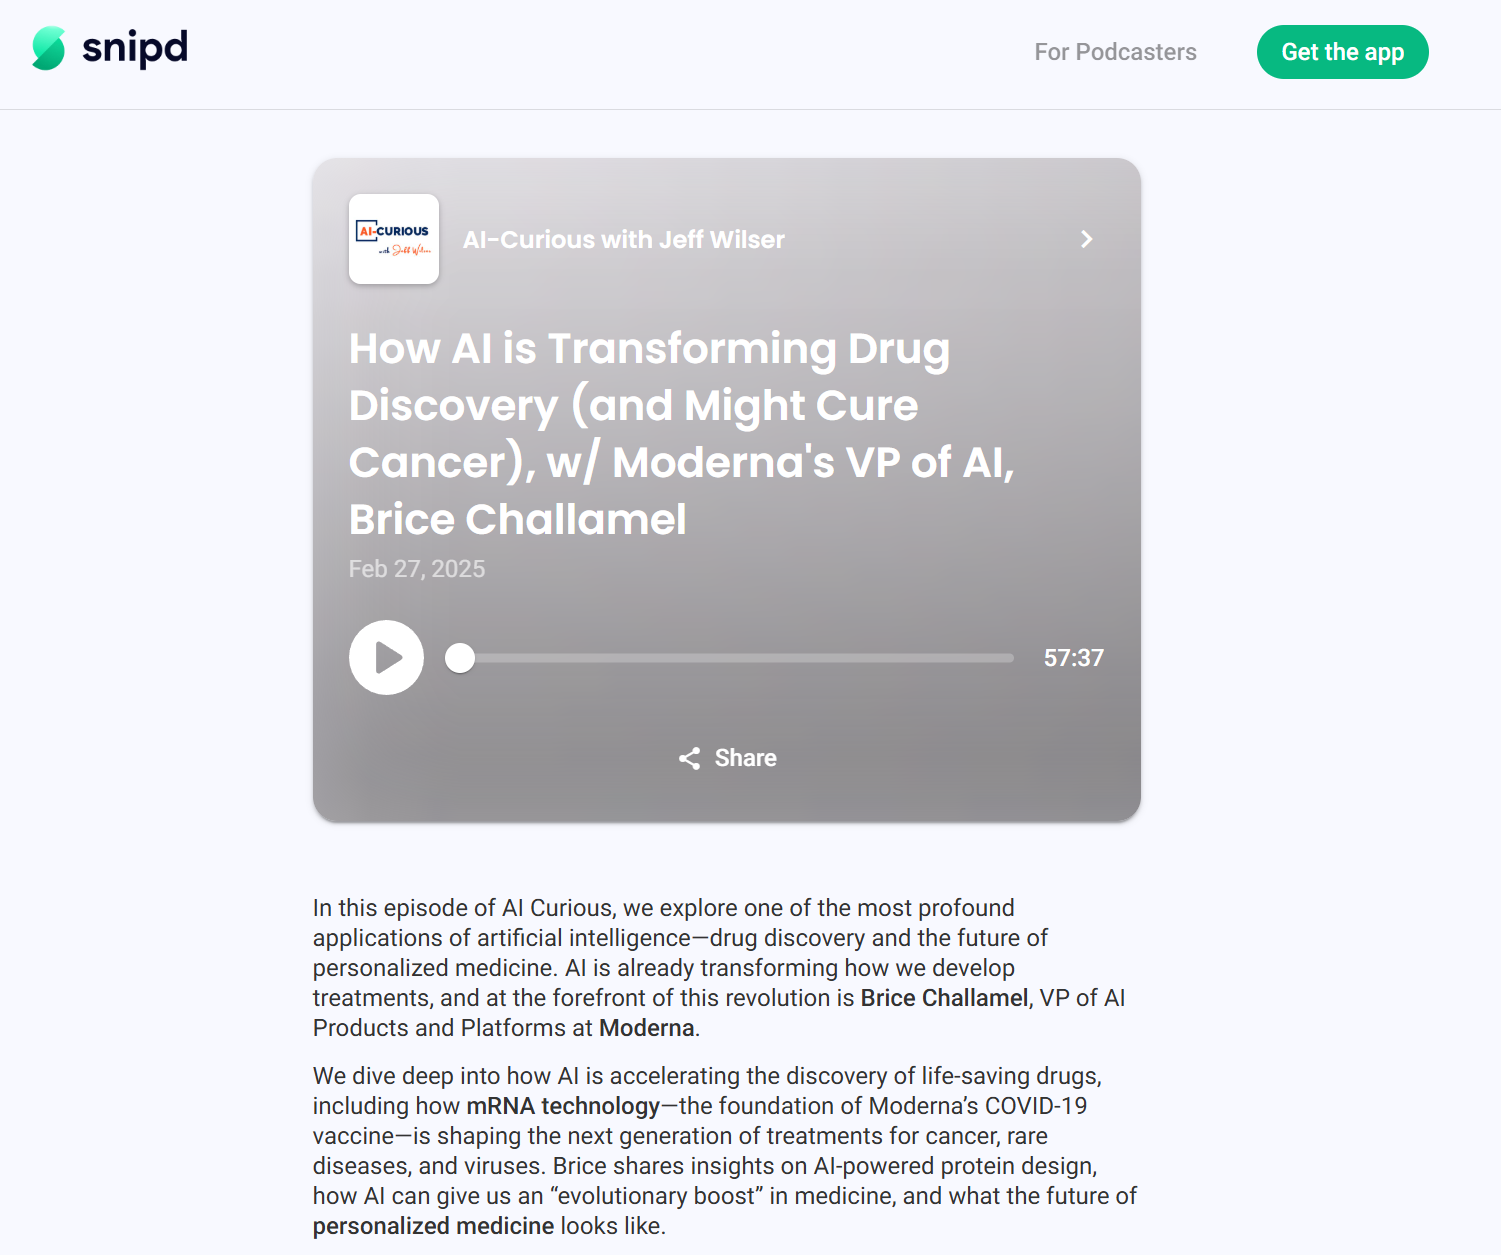 snipd
For Podcasters
Get the app
AI-CURIOUS
with Jeff Wilser
AI-Curious with Jeff Wilser
How AI is Transforming Drug
Discovery (and Might Cure
Cancer), w/ Moderna's VP of AI,
Brice Challamel
Feb 27, 2025
57:37
Share
In this episode of AI Curious, we explore one of the most profound
applications of artificial intelligence—drug discovery and the future of
personalized medicine. AI is already transforming how we develop
treatments, and at the forefront of this revolution is Brice Challamel, VP of AI
Products and Platforms at Moderna.
We dive deep into how AI is accelerating the discovery of life-saving drugs,
including how mRNA technology—the foundation of Moderna’s COVID-19
vaccine—is shaping the next generation of treatments for cancer, rare
diseases, and viruses. Brice shares insights on AI-powered protein design,
how AI can give us an “evolutionary boost” in medicine, and what the future of
personalized medicine looks like.